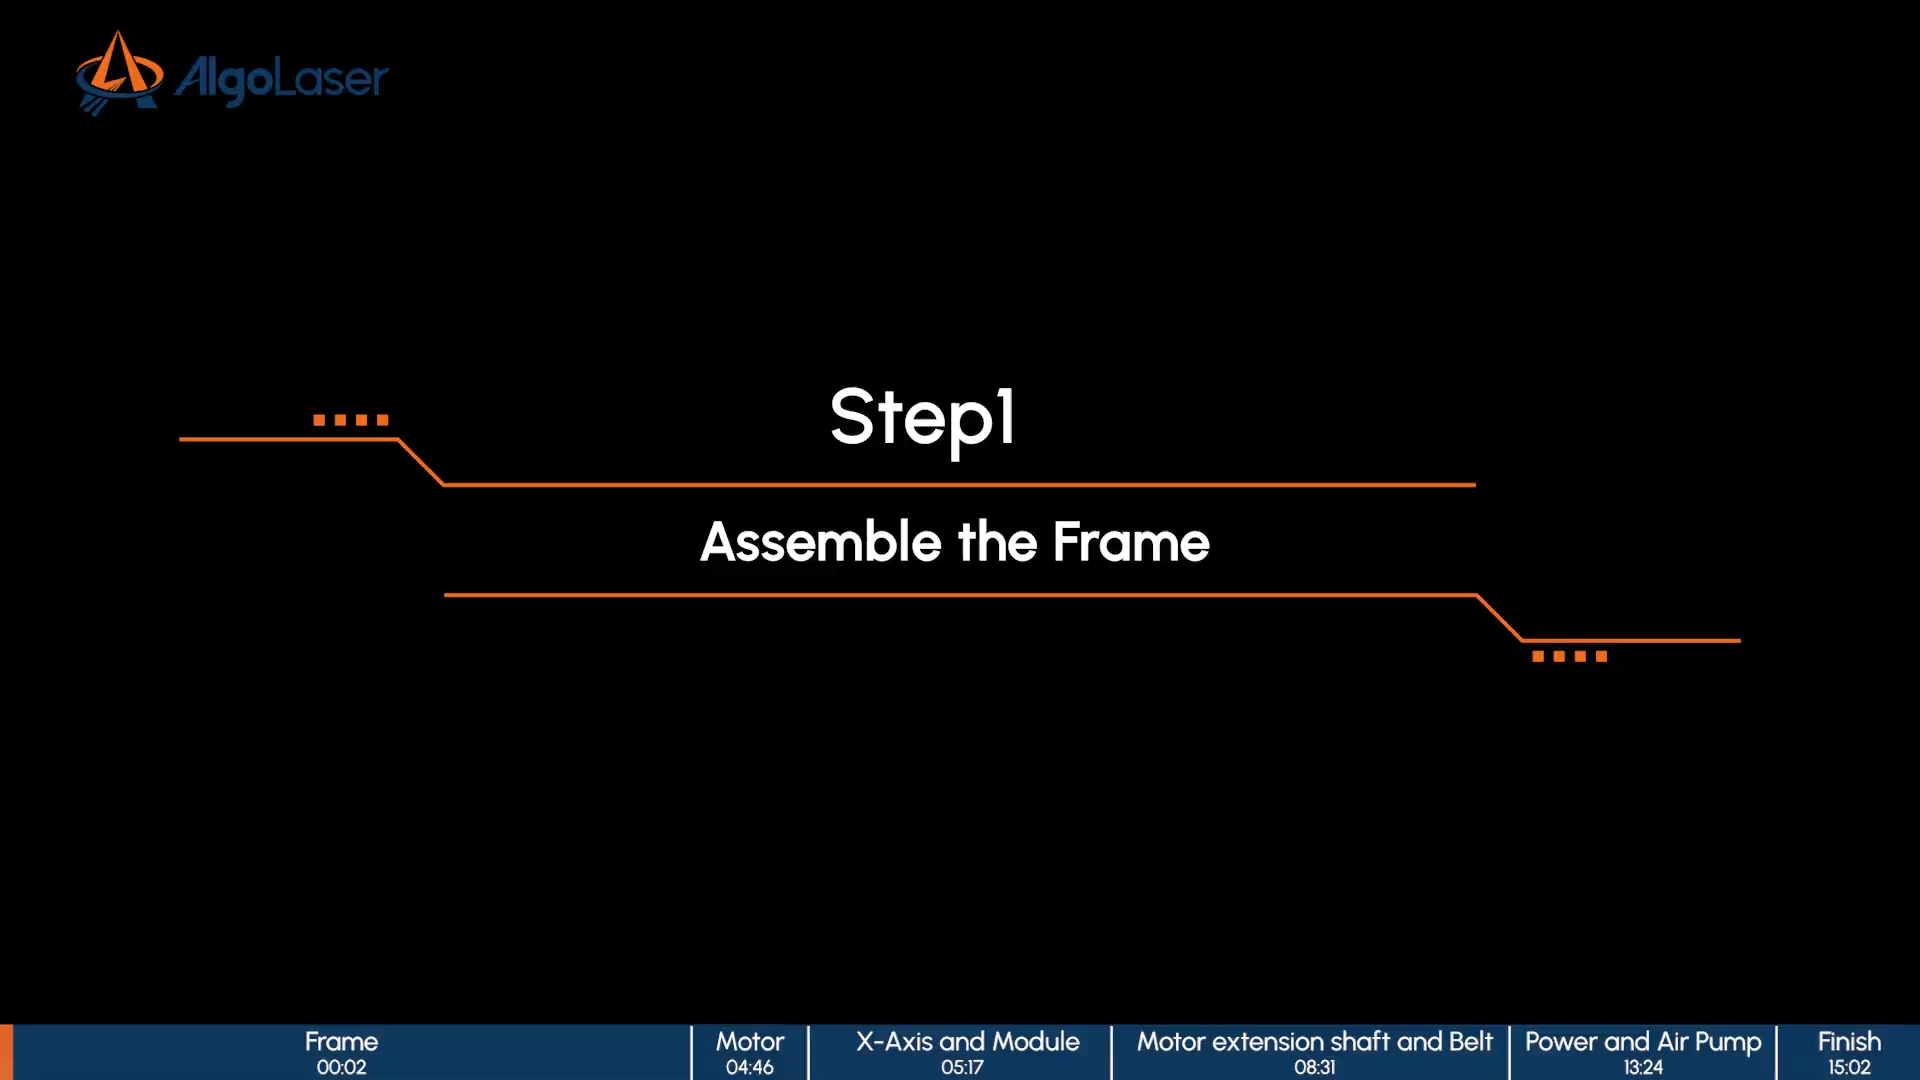 AlgoLaser
Step1
Assemble the Frame
Frame
00:02
Motor
04:46
X-Axis and Module
05:17
Motor extension shaft and Belt
08:31
Power and Air Pump
13:24
Finish
15:02